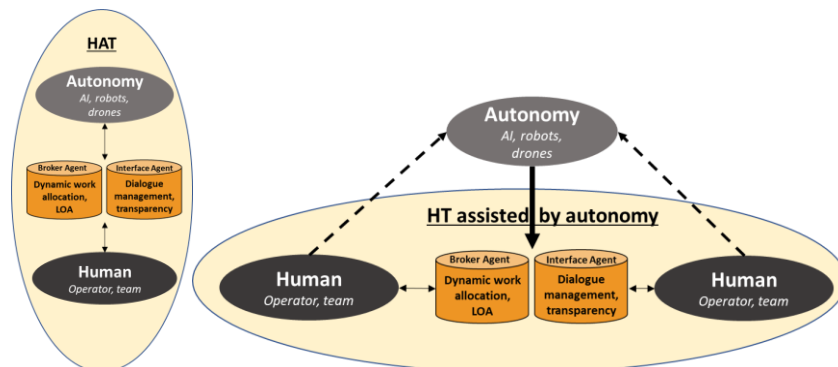 HAT
Autonomy
AI, robots,
drones
Broker Agent
Dynamic work
allocation,
LOA
Interface Agent
Dialogue
management,
transparency
Human
Operator, team
Autonomy
AI, robots,
drones
HT assisted by autonomy
Human
Operator, team
Broker Agent
Dynamic work
allocation,
LOA
Interface Agent
Dialogue
management,
transparency
Human
Operator, team